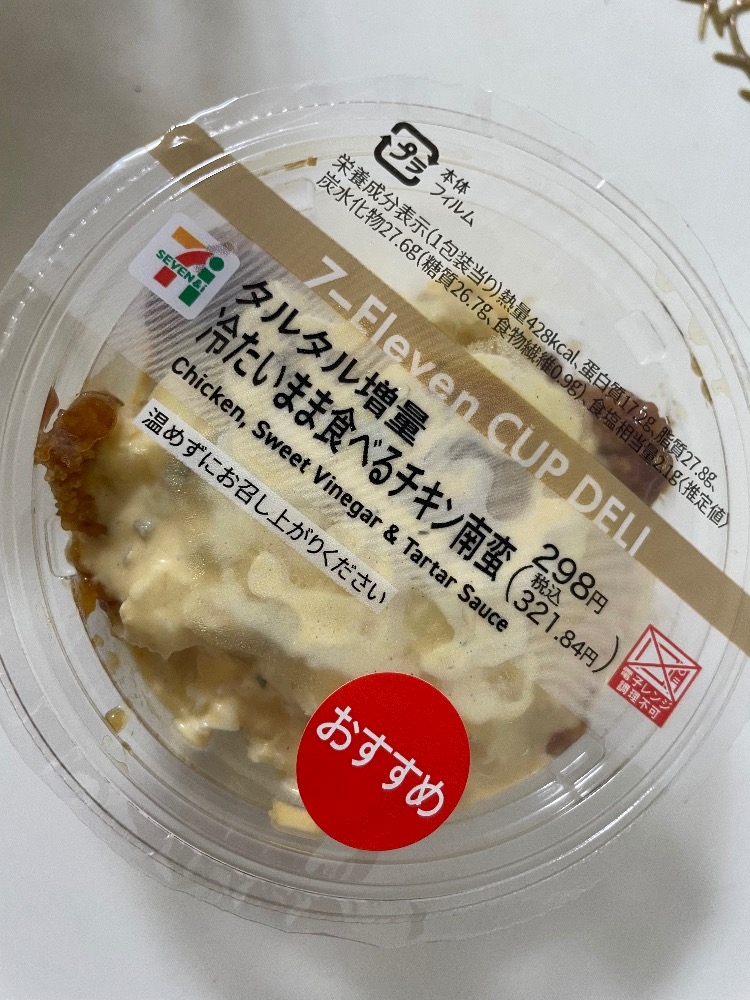 プラ
本体
フィルム
栄養成分表示(1包装当り)熱量428kcal、蛋白質17.2g、脂質27.8g、
炭水化物27.6g(糖質26.7g、食物繊維0.9g)、食塩相当量2.1g(推定値)
7-Eleven CUP DELI
7
SEVEN&i
タルタル増量
冷たいまま食べるチキン南蛮
Chicken, Sweet Vinegar & Tartar Sauce
温めずにお召し上がりください
298円
税込
(321.84円)
電子レンジ
調理不可
おすすめ